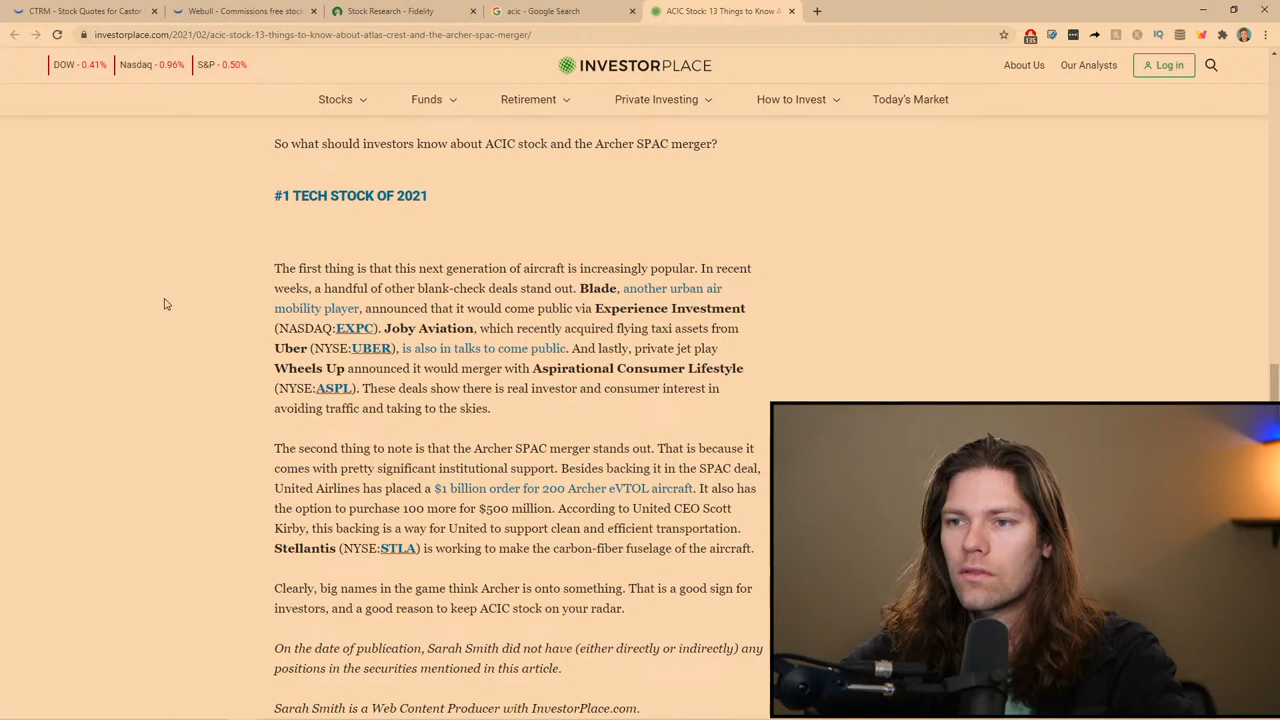 CTRM - Stock Quotes for Castor
Webull - Commissions free stock
Stock Research - Fidelity
acic - Google Search
ACIC Stock: 13 Things to Know A
investorplace.com/2021/02/acic-stock-13-things-to-know-about-atlas-crest-and-the-archer-spac-merger/
135
IQ
DOW - 0.41% Nasdaq - 0.96% S&P - 0.50%
INVESTORPLACE
About Us Our Analysts Log in
Stocks Funds Retirement Private Investing How to Invest Today's Market
So what should investors know about ACIC stock and the Archer SPAC merger?
#1 TECH STOCK OF 2021
The first thing is that this next generation of aircraft is increasingly popular. In recent
weeks, a handful of other blank-check deals stand out. Blade, another urban air
mobility player, announced that it would come public via Experience Investment
(NASDAQ:EXPC). Joby Aviation, which recently acquired flying taxi assets from
Uber (NYSE:UBER), is also in talks to come public. And lastly, private jet play
Wheels Up announced it would merger with Aspirational Consumer Lifestyle
(NYSE:ASPL). These deals show there is real investor and consumer interest in
avoiding traffic and taking to the skies.
The second thing to note is that the Archer SPAC merger stands out. That is because it
comes with pretty significant institutional support. Besides backing it in the SPAC deal,
United Airlines has placed a $1 billion order for 200 Archer eVTOL aircraft. It also has
the option to purchase 100 more for $500 million. According to United CEO Scott
Kirby, this backing is a way for United to support clean and efficient transportation.
Stellantis (NYSE:STLA) is working to make the carbon-fiber fuselage of the aircraft.
Clearly, big names in the game think Archer is onto something. That is a good sign for
investors, and a good reason to keep ACIC stock on your radar.
On the date of publication, Sarah Smith did not have (either directly or indirectly) any
positions in the securities mentioned in this article.
Sarah Smith is a Web Content Producer with InvestorPlace.com.